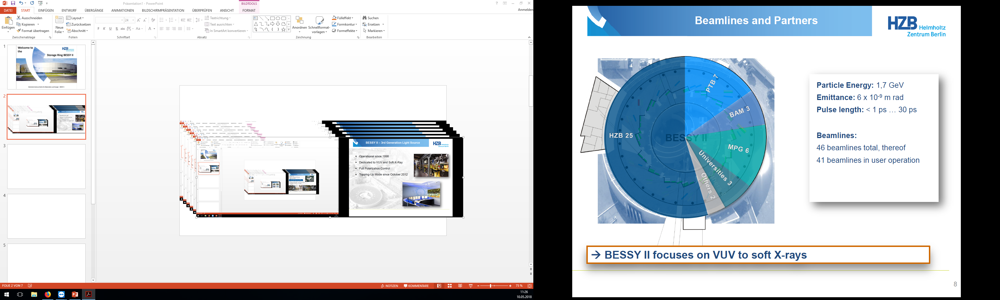 Präsentation1 - PowerPoint
BILDTOOLS
DATEI START EINFÜGEN ENTWURF ÜBERGÄNGE ANIMATIONEN BILDSCHIRMPRÄSENTATION ÜBERPRÜFEN ANSICHT FORMAT
Anmelden
Einfügen
Ausschneiden
Kopieren
Format übertragen
Zwischenablage
Neue Folie
Layout
Zurücksetzen
Abschnitt
Folien
24
F K U S abc AV Aa A
Schriftart
Textrichtung
Text ausrichten
In SmartArt konvertieren
Absatz
Anordnen
Schnellformat-
vorlagen
Fülleffekt
Formkontur
Formeffekte
Zeichnung
Suchen
Ersetzen
Markieren
Bearbeiten
1
Welcome to
the
HZB
Storage Ring BESSY II
2
3
4
5
BESSY II – 3rd Generation Light Source
HZB Helmholtz
Zentrum Berlin
• Operational since 1998
• Dedicated to VUV and Soft-X-Ray
• Full Polarization Control
• Topping-Up Mode since October 2012
FOLIE 2 VON 7
NOTIZEN
KOMMENTARE
75 %
11:26
10.05.2018
Beamlines and Partners
HZB Helmholtz
Zentrum Berlin
PTB 7
BAM 3
HZB 25
BESSY II
MPG 6
Universities 3
Others 2
Particle Energy: 1,7 GeV
Emittance: 6 x 10⁻⁹ m rad
Pulse length: < 1 ps … 30 ps
Beamlines:
46 beamlines total, thereof
41 beamlines in user operation
→ BESSY II focuses on VUV to soft X-rays
8